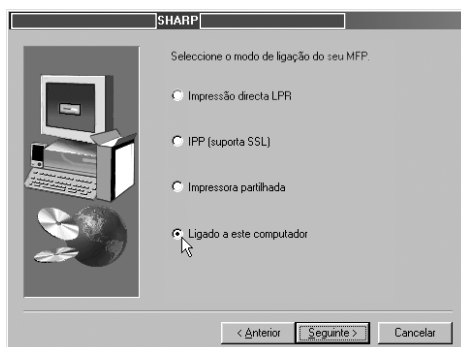 SHARP
Seleccione o modo de ligação do seu MFP.
Impressão directa LPR
IPP (suporta SSL)
Impressora partilhada
Ligado a este computador
< Anterior Seguinte > Cancelar